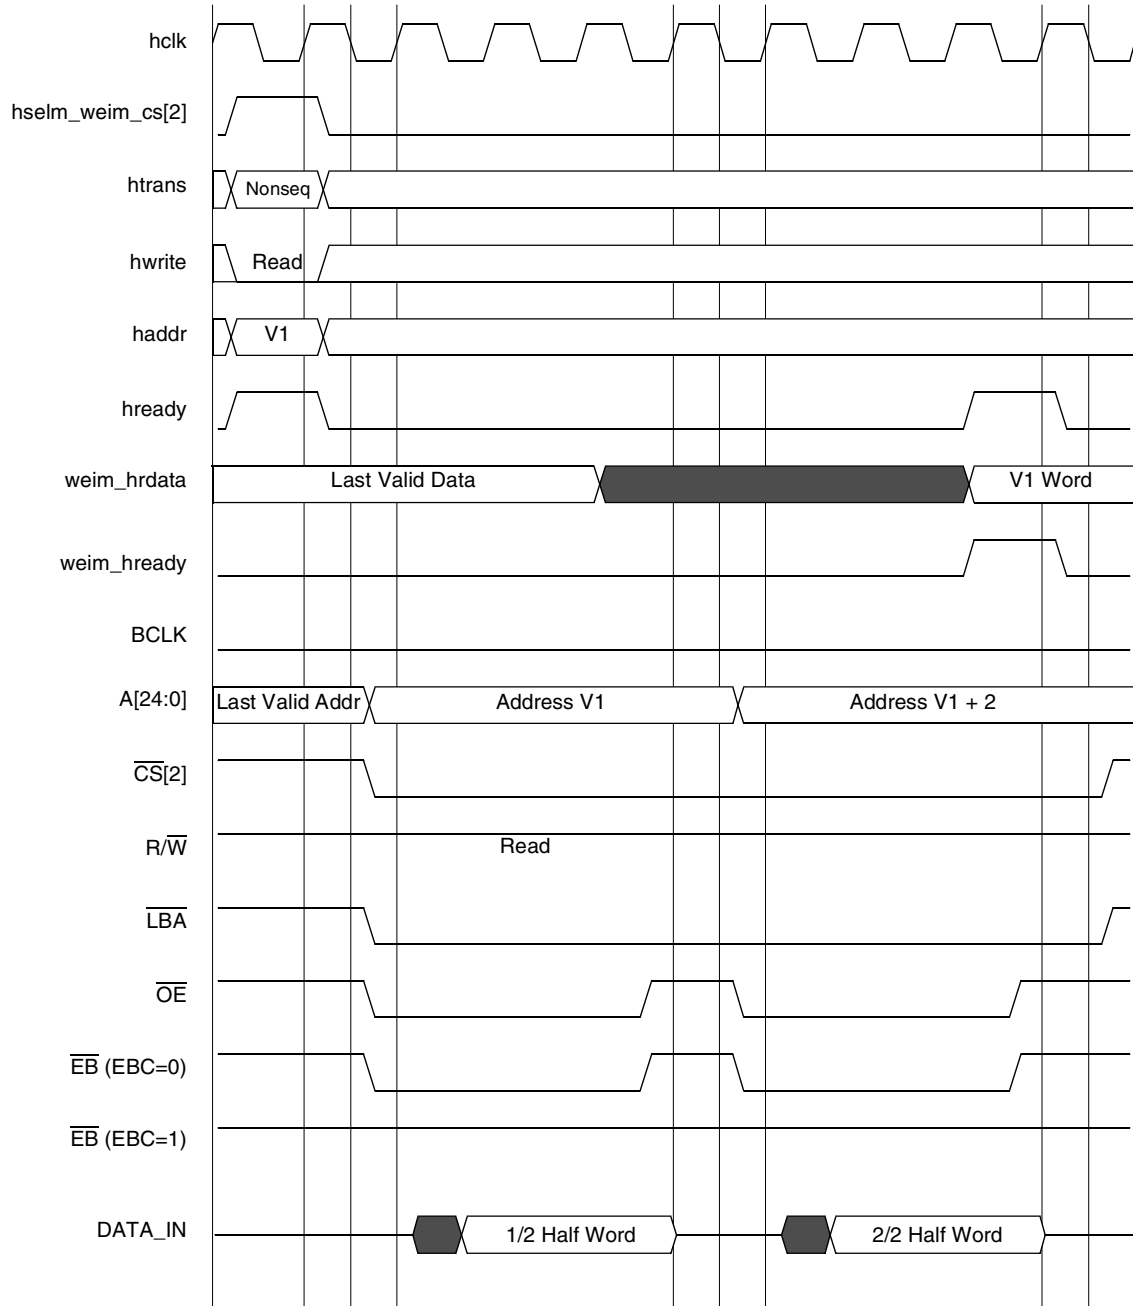 hclk
hselm_weim_cs[2]
htrans Nonseq
hwrite Read
haddr V1
hready
weim_hrdata Last Valid Data V1 Word
weim_hready
BCLK
A[24:0] Last Valid Addr Address V1 Address V1 + 2
CS[2]
R/W Read
LBA
OE
EB (EBC=0)
EB (EBC=1)
DATA_IN 1/2 Half Word 2/2 Half Word